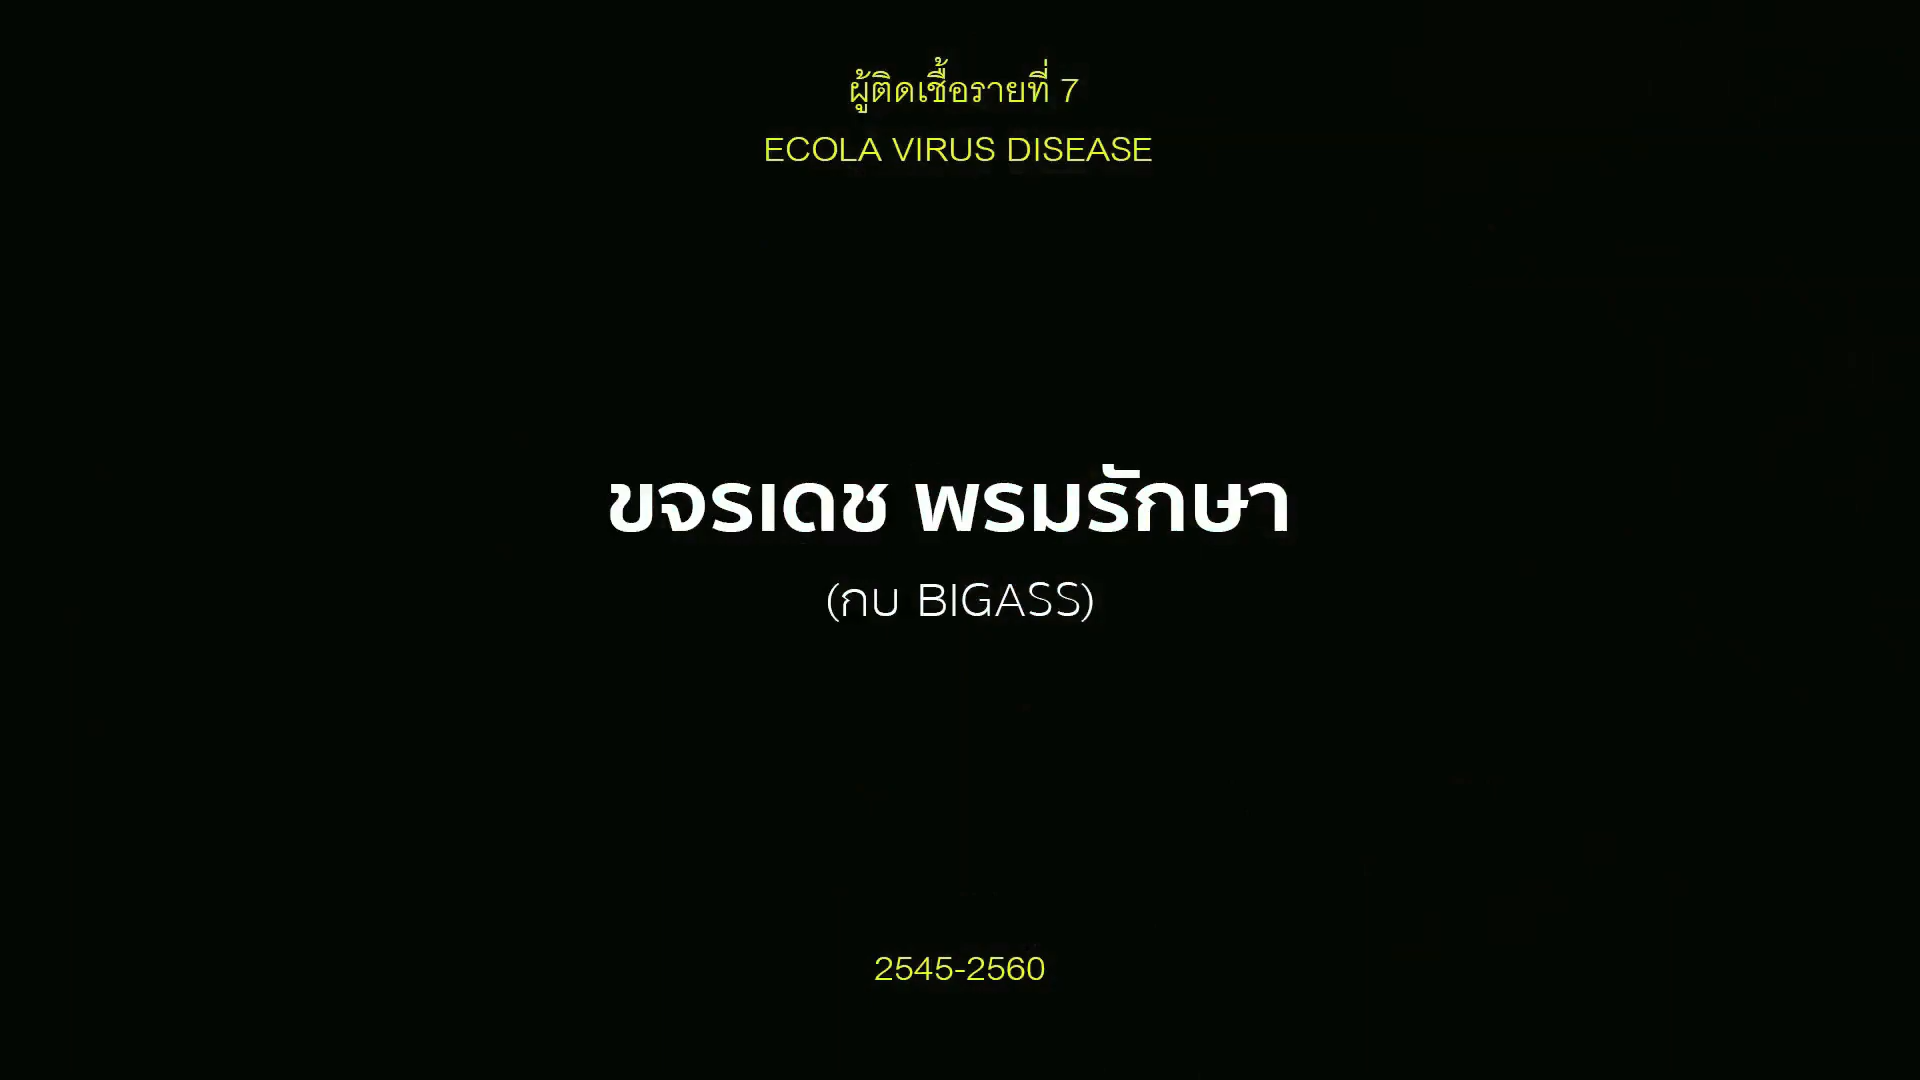 ผู้ติดเชื้อรายที่ 7
ECOLA VIRUS DISEASE
ขจรเดช พรมรักษา
(กบ BIGASS)
2545-2560